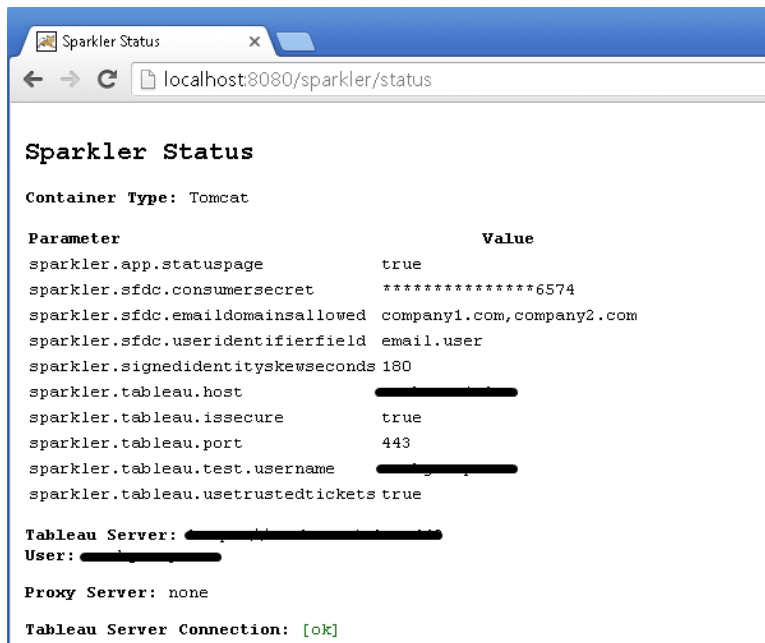 Sparkler Status
localhost:8080/sparkler/status
Sparkler Status
Container Type: Tomcat
Parameter Value
sparkler.app.statuspage true
sparkler.sfdc.consumersecret ***************6574
sparkler.sfdc.emaildomainsallowed company1.com,company2.com
sparkler.sfdc.useridentifierfield email.user
sparkler.signedidentityskewseconds 180
sparkler.tableau.host
sparkler.tableau.issecure true
sparkler.tableau.port 443
sparkler.tableau.test.username
sparkler.tableau.usetrustedtickets true
Tableau Server:
User:
Proxy Server: none
Tableau Server Connection: [ok]